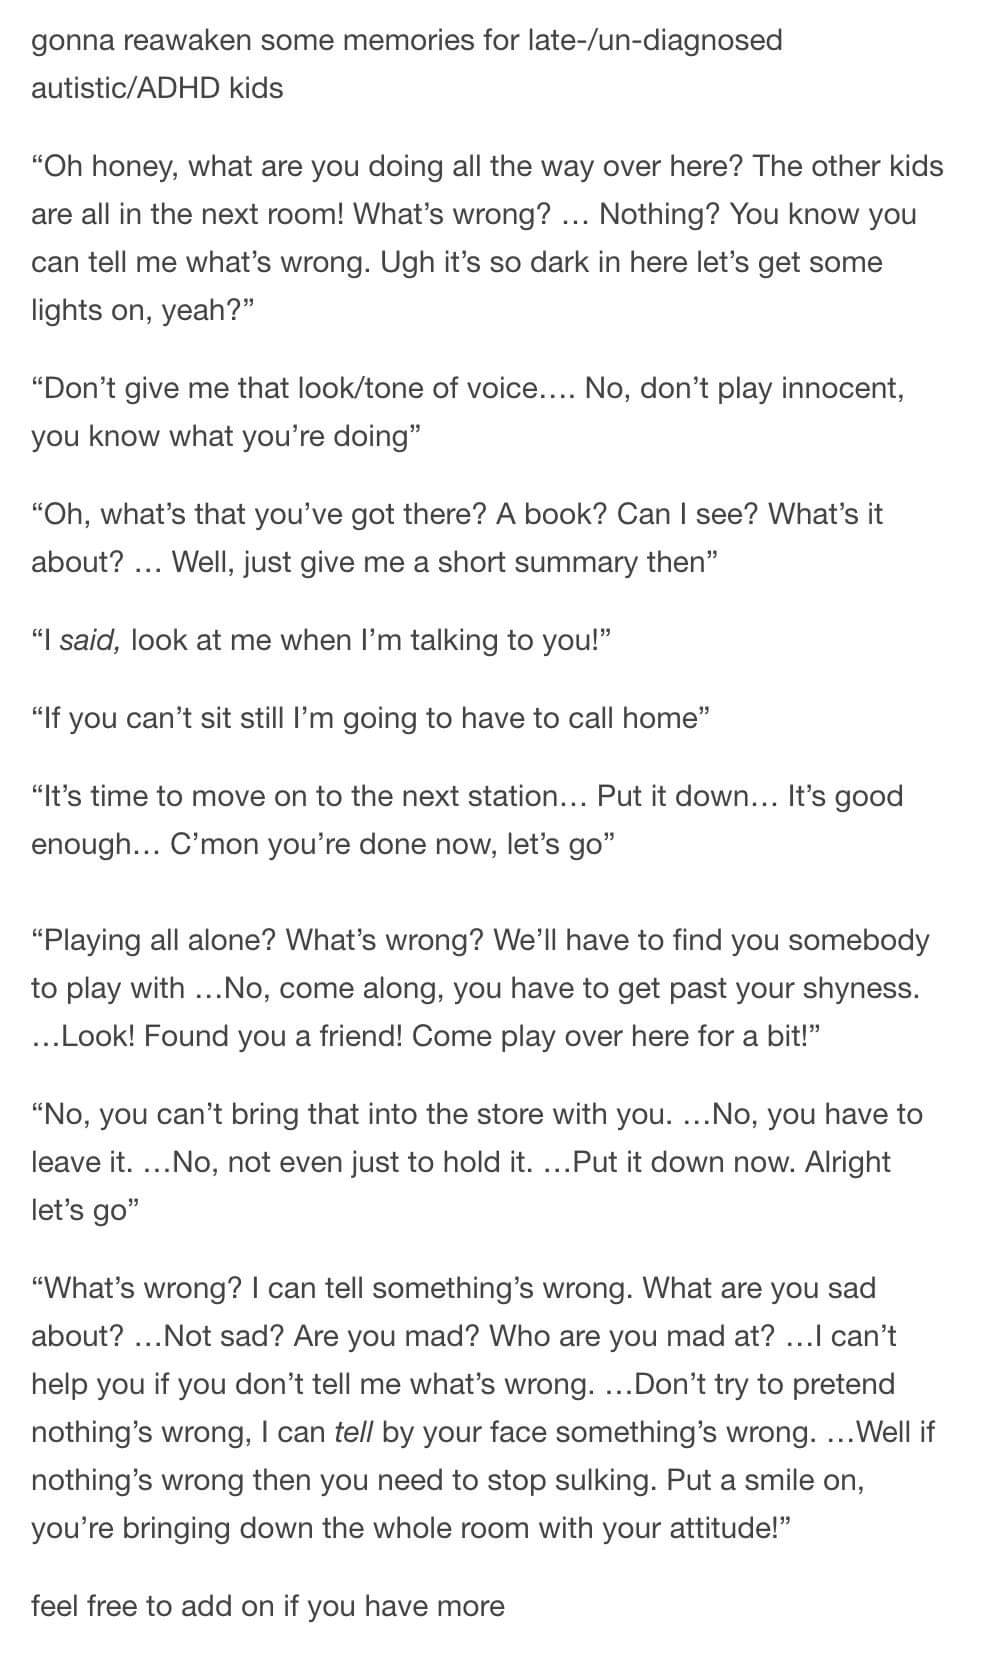 gonna reawaken some memories for late-/un-diagnosed
autistic/ADHD kids
“Oh honey, what are you doing all the way over here? The other kids
are all in the next room! What’s wrong? … Nothing? You know you
can tell me what’s wrong. Ugh it’s so dark in here let’s get some
lights on, yeah?”
“Don’t give me that look/tone of voice…. No, don’t play innocent,
you know what you’re doing”
“Oh, what’s that you’ve got there? A book? Can I see? What’s it
about? … Well, just give me a short summary then”
“I said, look at me when I’m talking to you!”
“If you can’t sit still I’m going to have to call home”
“It’s time to move on to the next station… Put it down… It’s good
enough… C’mon you’re done now, let’s go”
“Playing all alone? What’s wrong? We’ll have to find you somebody
to play with …No, come along, you have to get past your shyness.
…Look! Found you a friend! Come play over here for a bit!”
“No, you can’t bring that into the store with you. …No, you have to
leave it. …No, not even just to hold it. …Put it down now. Alright
let’s go”
“What’s wrong? I can tell something’s wrong. What are you sad
about? …Not sad? Are you mad? Who are you mad at? …I can’t
help you if you don’t tell me what’s wrong. …Don’t try to pretend
nothing’s wrong, I can tell by your face something’s wrong. …Well if
nothing’s wrong then you need to stop sulking. Put a smile on,
you’re bringing down the whole room with your attitude!”
feel free to add on if you have more